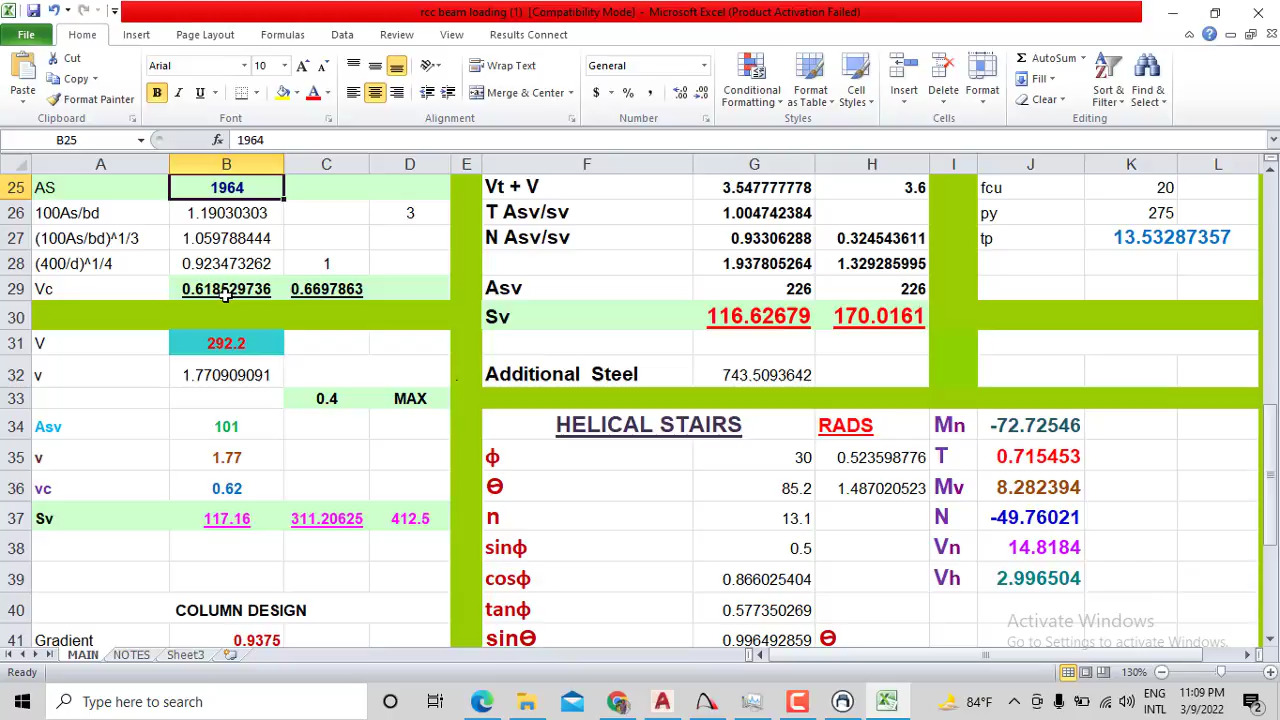 rcc beam loading (1) [Compatibility Mode] - Microsoft Excel (Product Activation Failed)
File Home Insert Page Layout Formulas Data Review View Results Connect
Paste Cut Copy Format Painter Clipboard
Arial 10 A A B I U A Font
Wrap Text Merge & Center Alignment
General $ % , Number
Conditional Formatting Format as Table Cell Styles Styles
Insert Delete Format Cells
Σ AutoSum Fill Clear Sort & Filter Find & Select Editing
B25 fx 1964
A B C D E F G H I J K L
25 AS 1964 Vt + V 3.547777778 3.6 fcu 20
26 100As/bd 1.19030303 3 T Asv/sv 1.004742384 py 275
27 (100As/bd)^1/3 1.059788444 N Asv/sv 0.93306288 0.324543611 tp 13.53287357
28 (400/d)^1/4 0.923473262 1 1.937805264 1.329285995
29 Vc 0.618529736 0.6697863 Asv 226 226
30 Sv 116.62679 170.0161
31 V 292.2
32 v 1.770909091 . Additional Steel 743.5093642
33 0.4 MAX
34 Asv 101 HELICAL STAIRS RADS Mn -72.72546
35 v 1.77 ϕ 30 0.523598776 T 0.715453
36 vc 0.62 Ө 85.2 1.487020523 Mv 8.282394
37 Sv 117.16 311.20625 412.5 n 13.1 N -49.76021
38 sinϕ 0.5 Vn 14.8184
39 cosϕ 0.866025404 Vh 2.996504
40 COLUMN DESIGN tanϕ 0.577350269
41 Gradient 0.9375 sinӨ 0.996492859 Ө
Activate Windows
Go to Settings to activate Windows.
MAIN NOTES Sheet3
Ready 130%
Type here to search 84°F ENG INTL 11:09 PM 3/9/2022 2